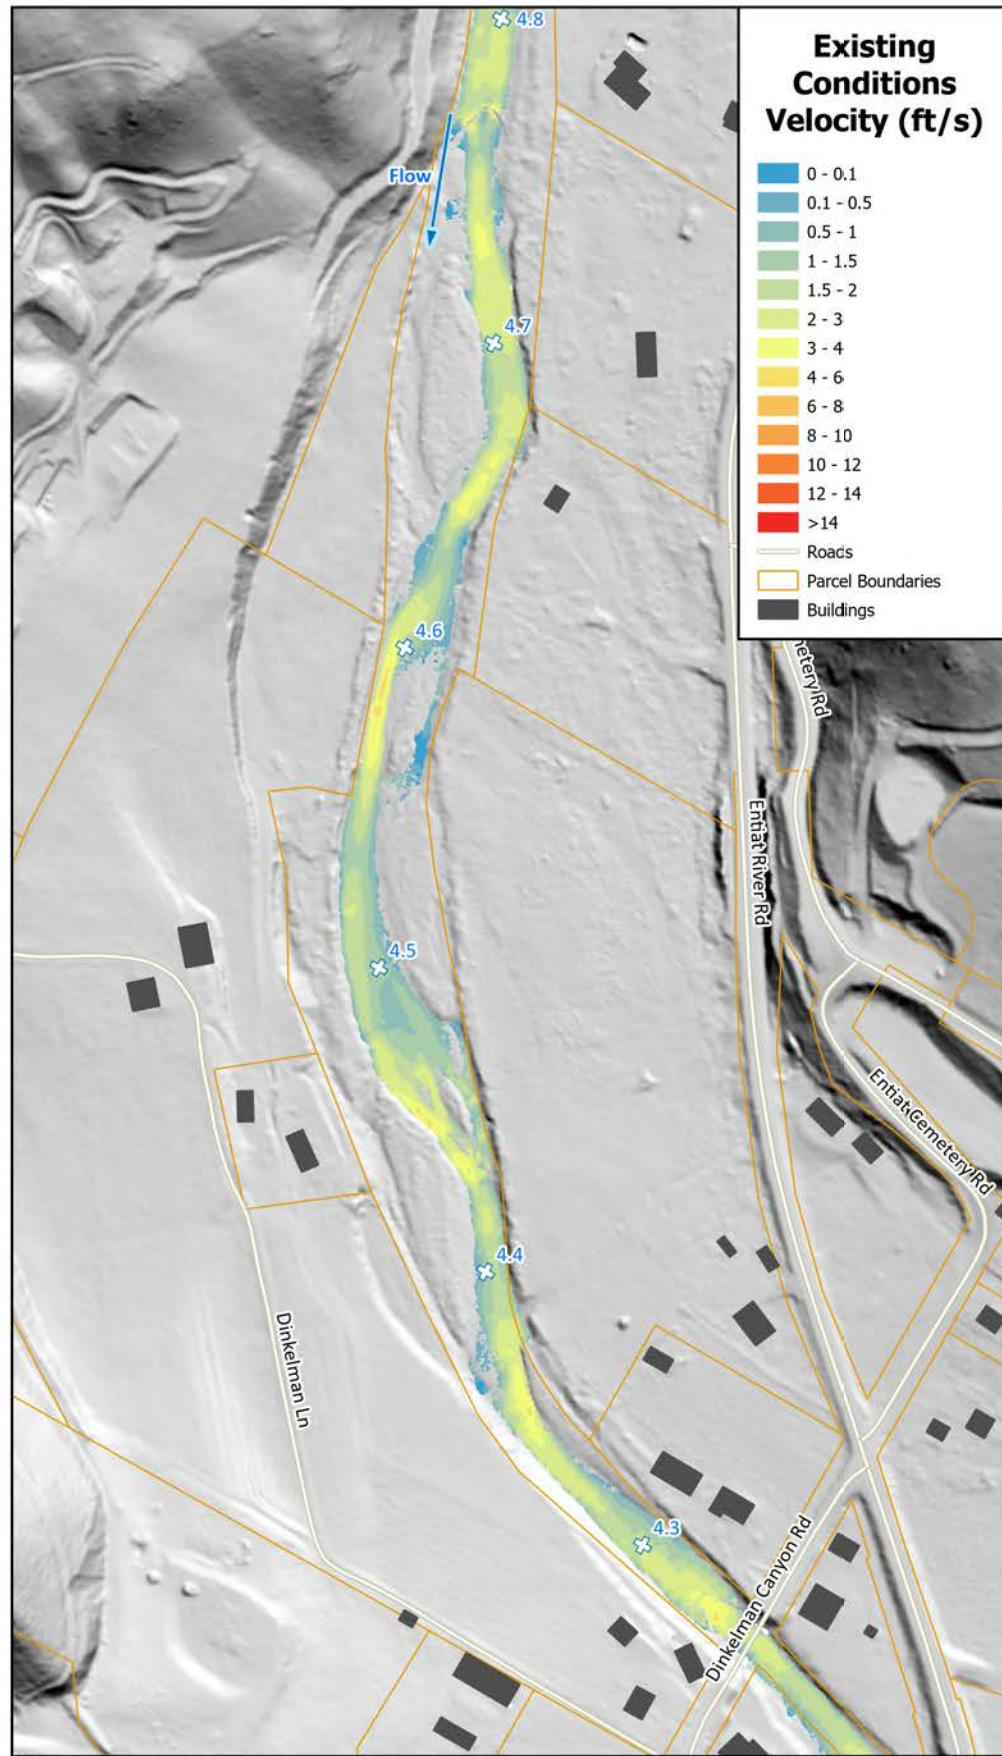 Existing
Conditions
Velocity (ft/s)
0 - 0.1
0.1 - 0.5
0.5 - 1
1 - 1.5
1.5 - 2
2 - 3
3 - 4
4 - 6
6 - 8
8 - 10
10 - 12
12 - 14
>14
Roads
Parcel Boundaries
Buildings
4.8
Flow
4.7
4.6
metery Rd
Entiat River Rd
4.5
Entiat Cemetery Rd
4.4
Dinkelman Ln
4.3
Dinkelman Canyon Rd